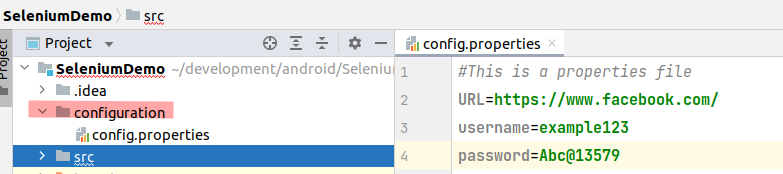 SeleniumDemo src
Project
Project
SeleniumDemo ~/development/android/Seleniu
.idea
configuration
config.properties
src
config.properties
1 #This is a properties file
2 URL=https://www.facebook.com/
3 username=example123
4 password=Abc@13579